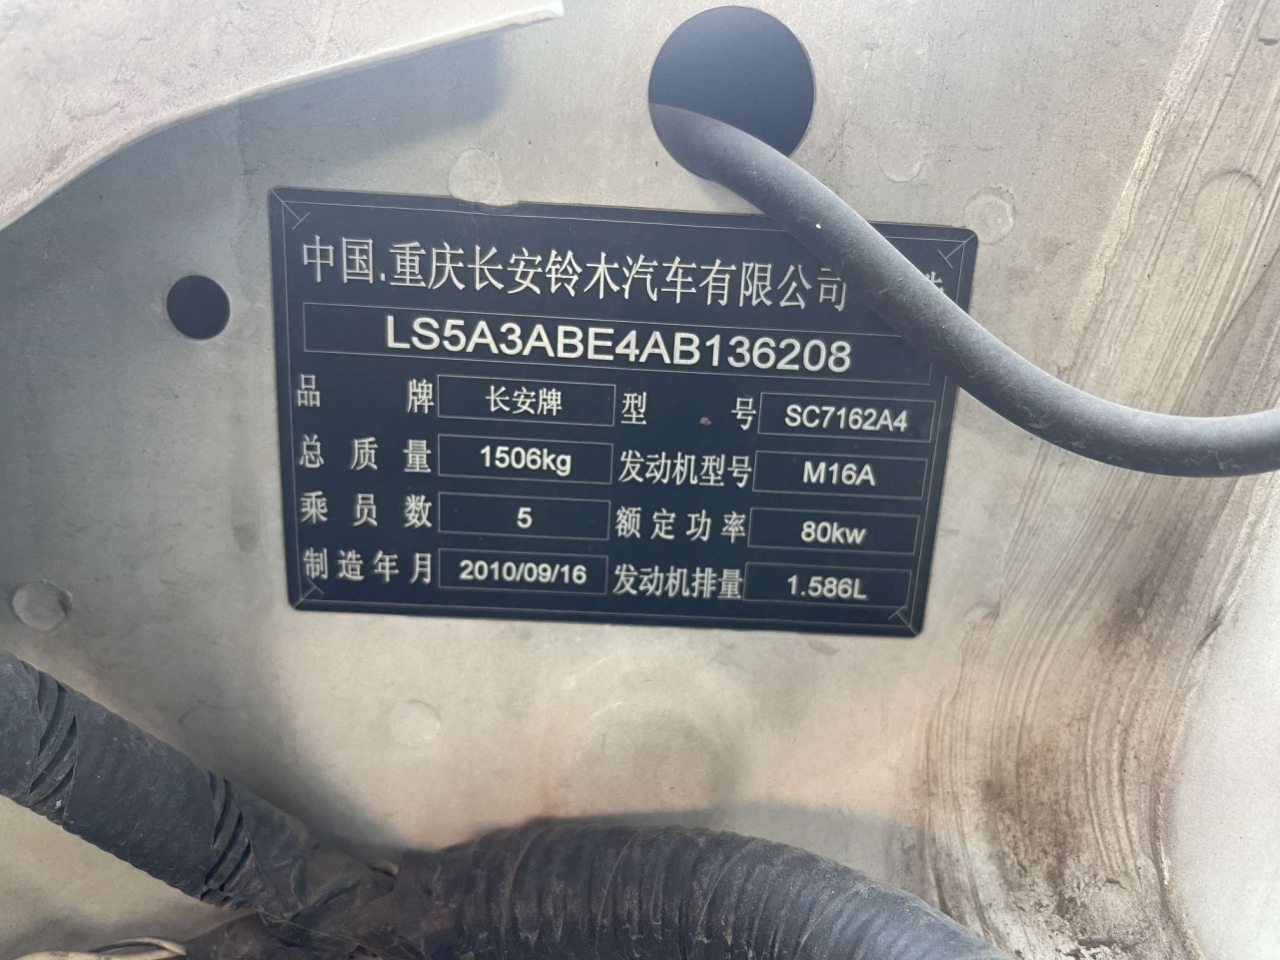 中国.重庆长安铃木汽车有限公司
LS5A3ABE4AB136208
品牌 长安牌 型号 SC7162A4
总质量 1506kg 发动机型号 M16A
乘员数 5 额定功率 80kw
制造年月 2010/09/16 发动机排量 1.586L